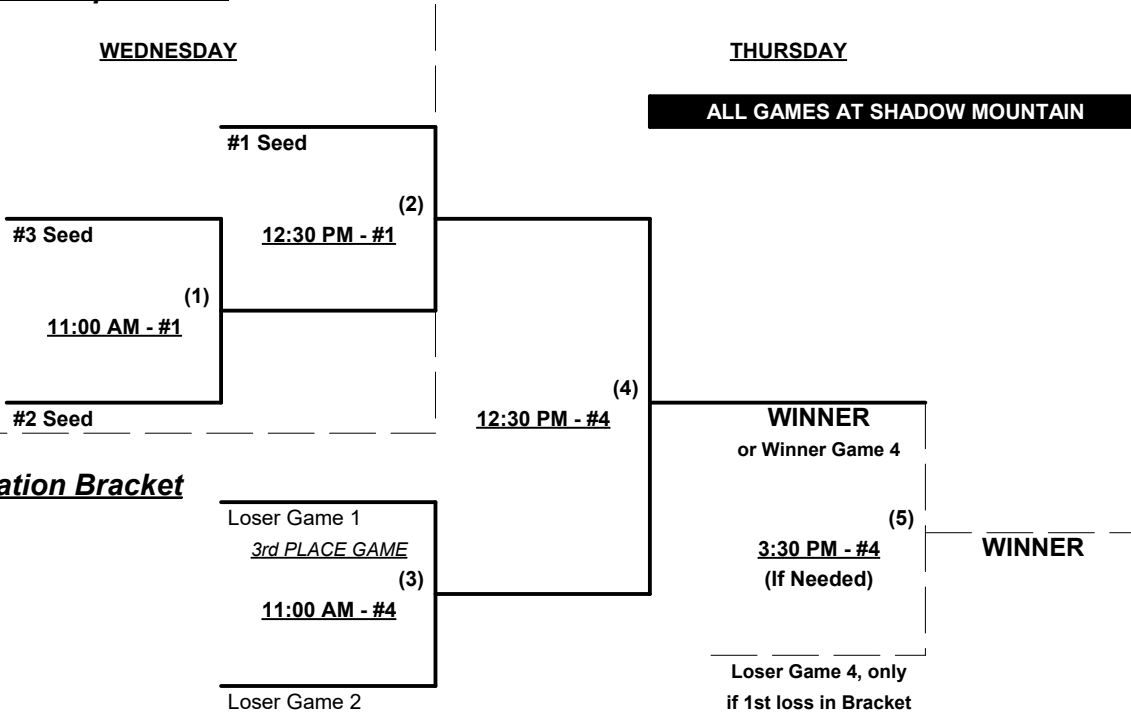 WEDNESDAY
THURSDAY
ALL GAMES AT SHADOW MOUNTAIN
#1 Seed
(2)
#3 Seed
12:30 PM - #1
(1)
11:00 AM - #1
(4)
#2 Seed
12:30 PM - #4
WINNER
or Winner Game 4
Bracket
Loser Game 1
(5)
3rd PLACE GAME
3:30 PM - #4
WINNER
(3)
(If Needed)
11:00 AM - #4
Loser Game 4, only
Loser Game 2
if 1st loss in Bracket